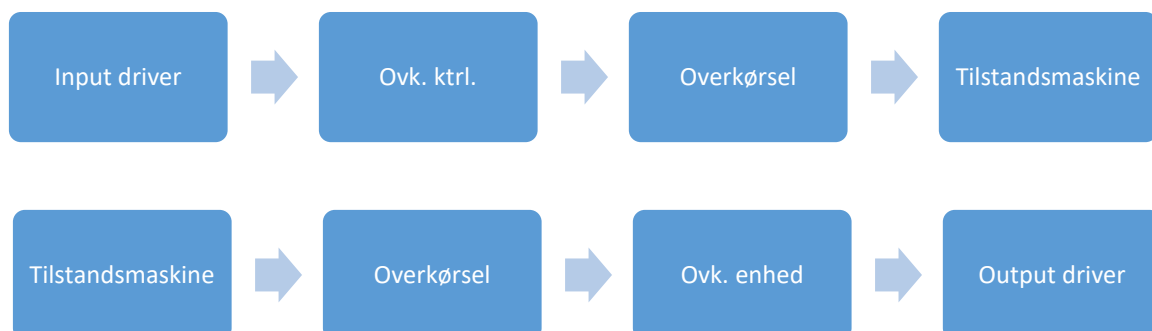 Input driver
Ovk. ktrl.
Overkørsel
Tilstandsmaskine
Tilstandsmaskine
Overkørsel
Ovk. enhed
Output driver